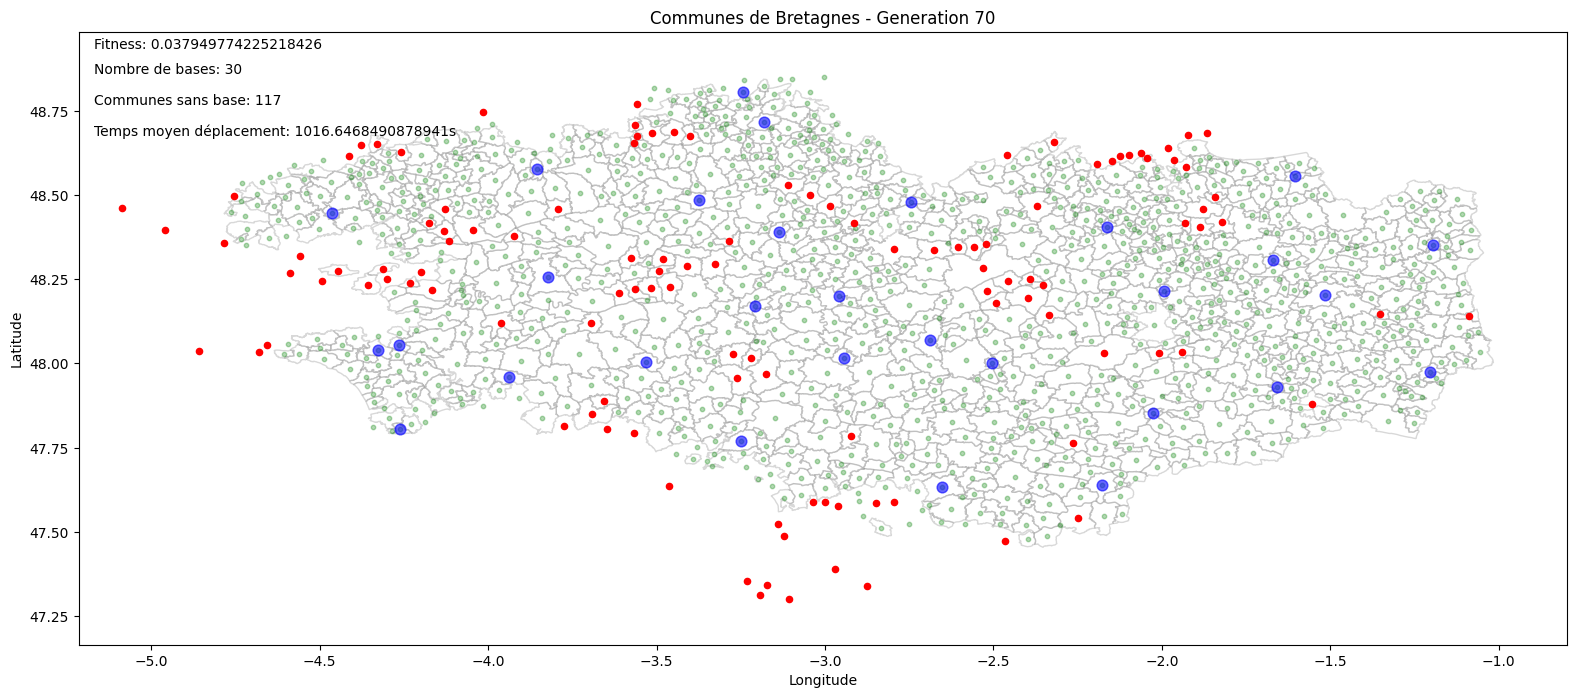 Communes de Bretagnes - Generation 70
Fitness: 0.037949774225218426
Nombre de bases: 30
Communes sans base: 117
Temps moyen déplacement: 1016.6468490878941s
Latitude
48.75
48.50
48.25
48.00
47.75
47.50
47.25
−5.0 −4.5 −4.0 −3.5 −3.0 −2.5 −2.0 −1.5 −1.0
Longitude